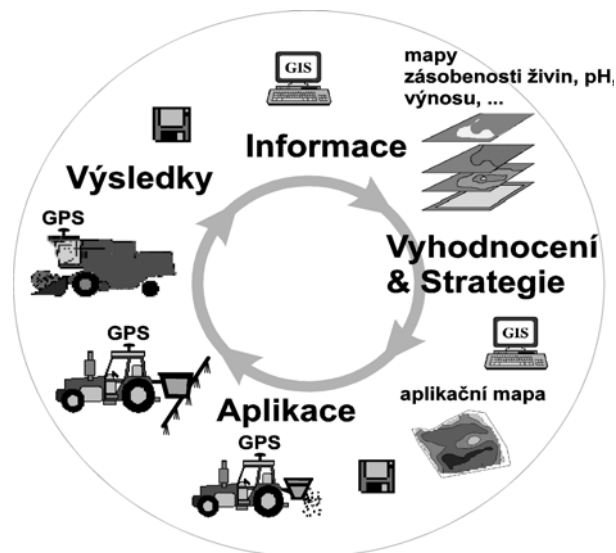 GIS
mapy
zásobenosti živin, pH,
výnosu, ...
Informace
Výsledky
GPS
Vyhodnocení
& Strategie
GIS
GPS
aplikační mapa
Aplikace
GPS